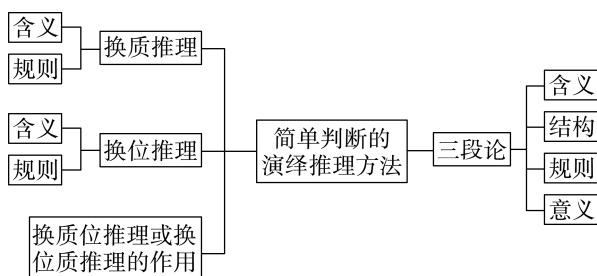 含义
规则
换质推理
含义
规则
换位推理
换质位推理或换
位质推理的作用
简单判断的
演绎推理方法
三段论
含义
结构
规则
意义